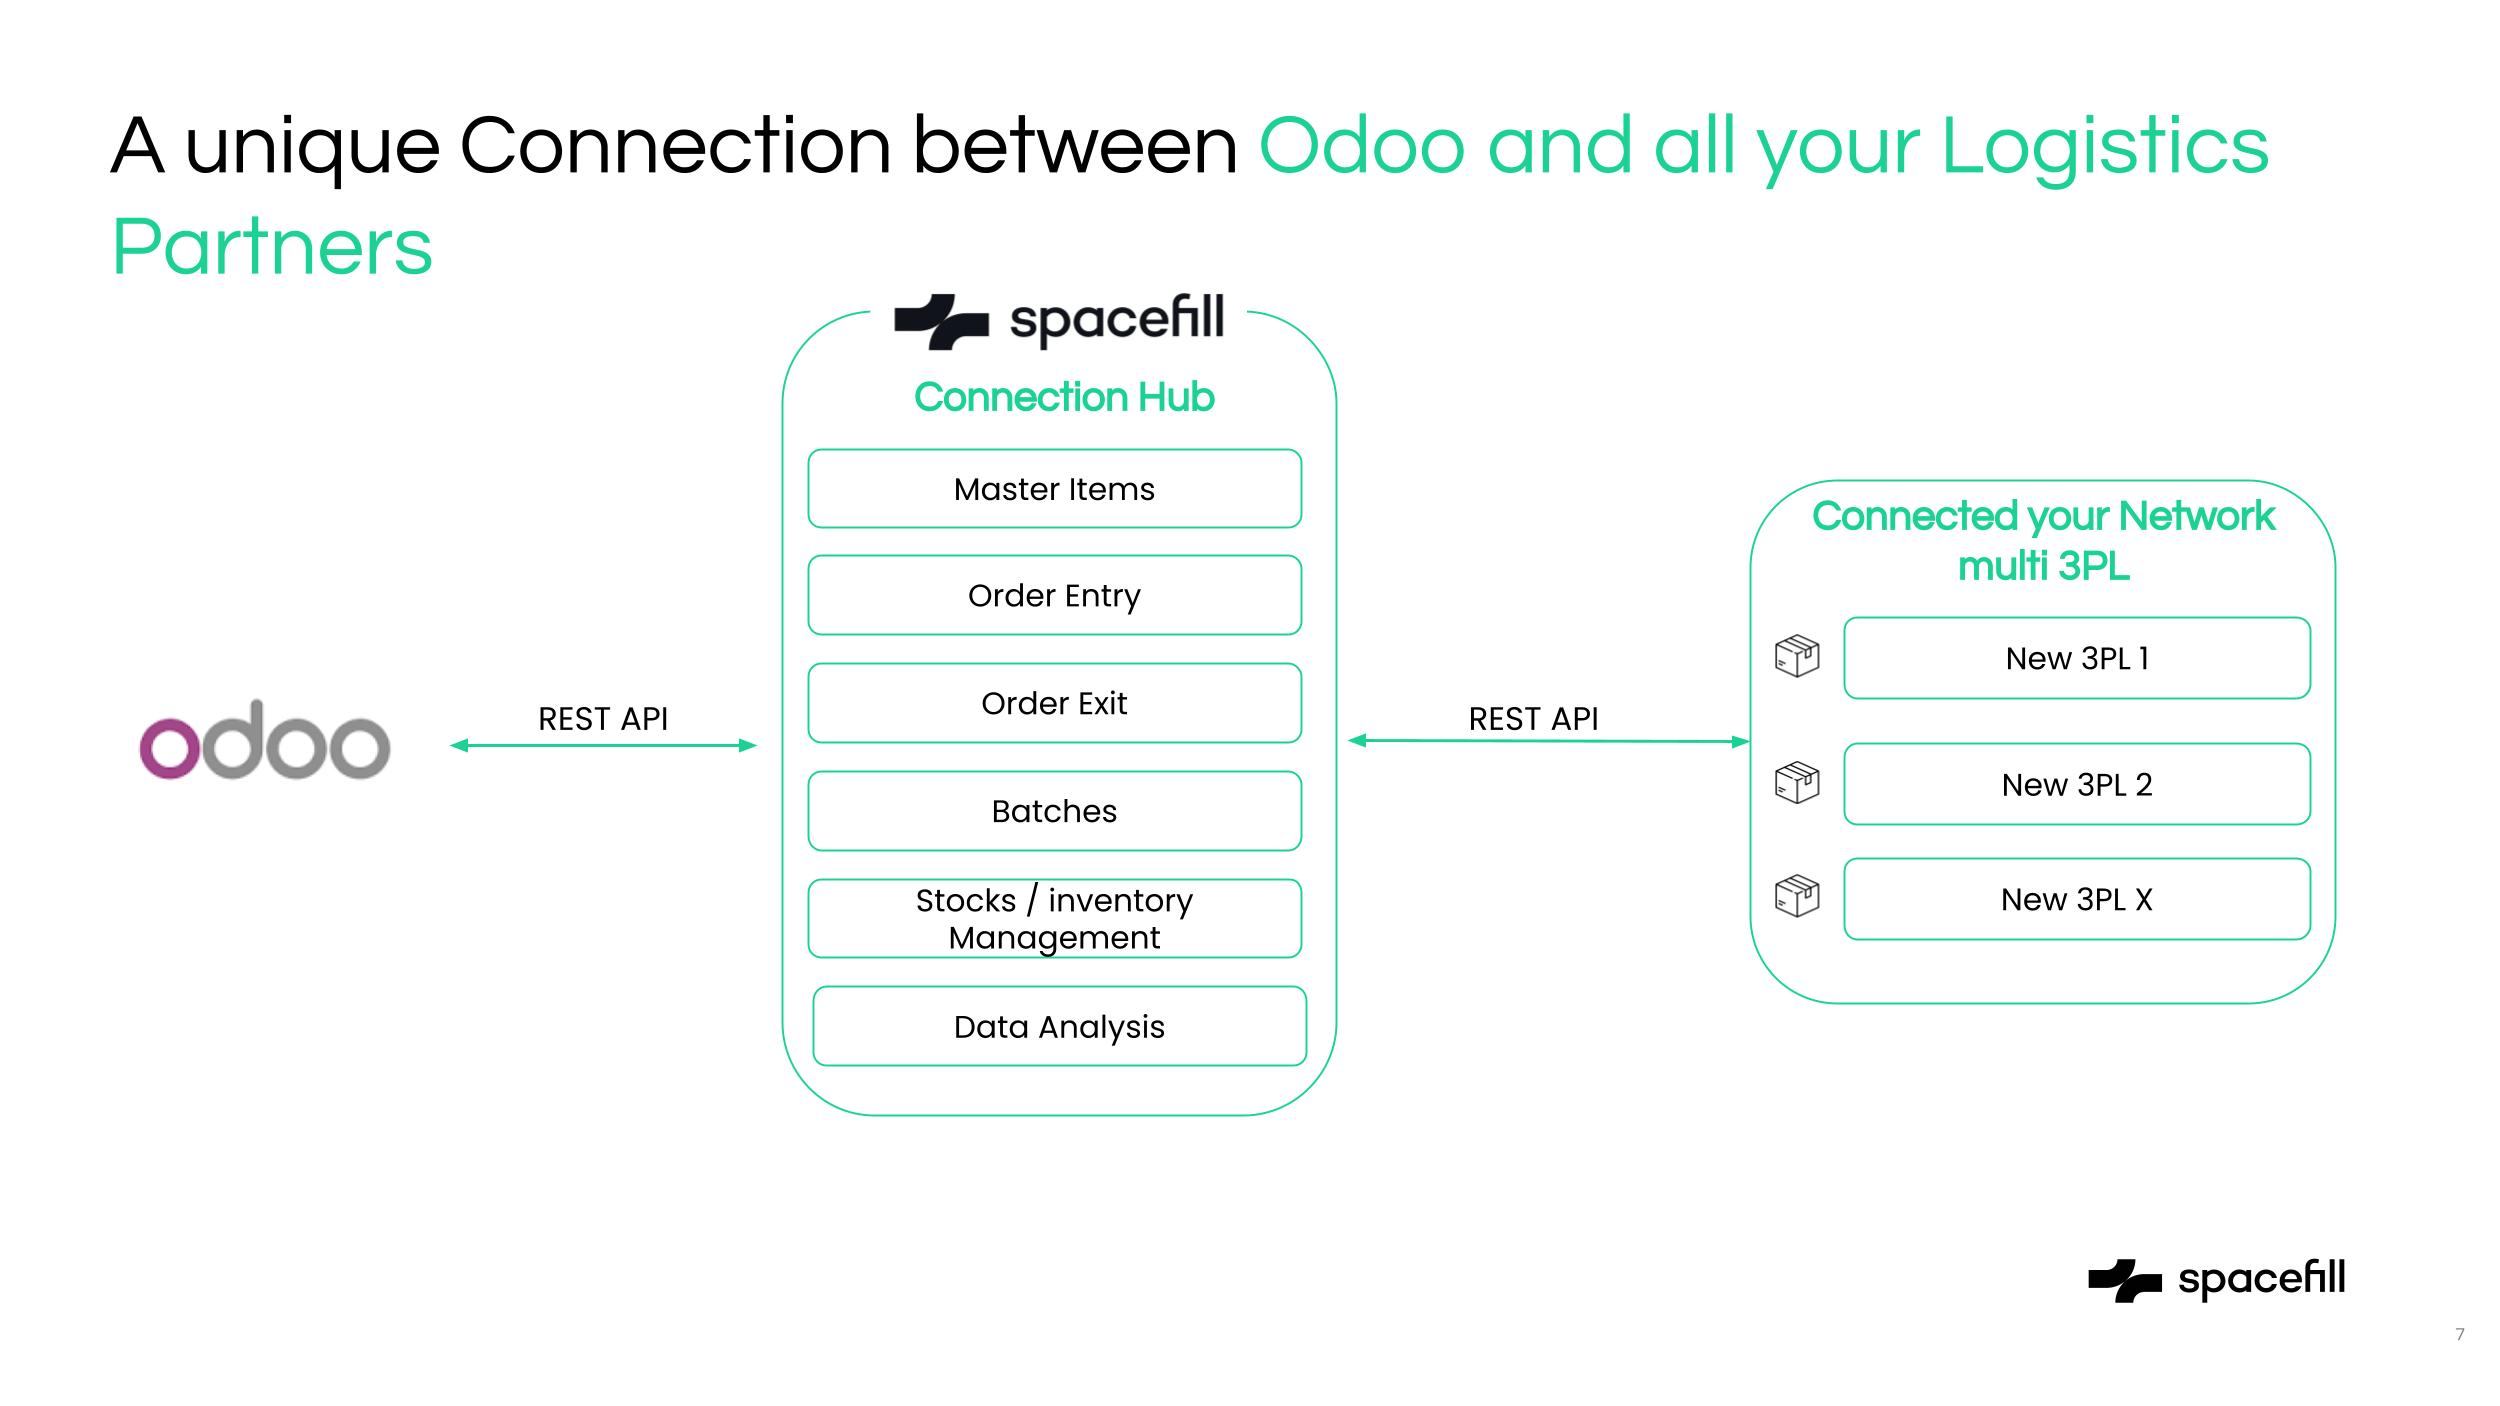 A unique Connection between Odoo and all your Logistics
Partners
spacefill
Connection Hub
Master Items
Order Entry
Order Exit
Batches
Stocks / inventory
Management
Data Analysis
odoo
REST API
REST API
Connected your Network
multi 3PL
New 3PL 1
New 3PL 2
New 3PL X
spacefill
7